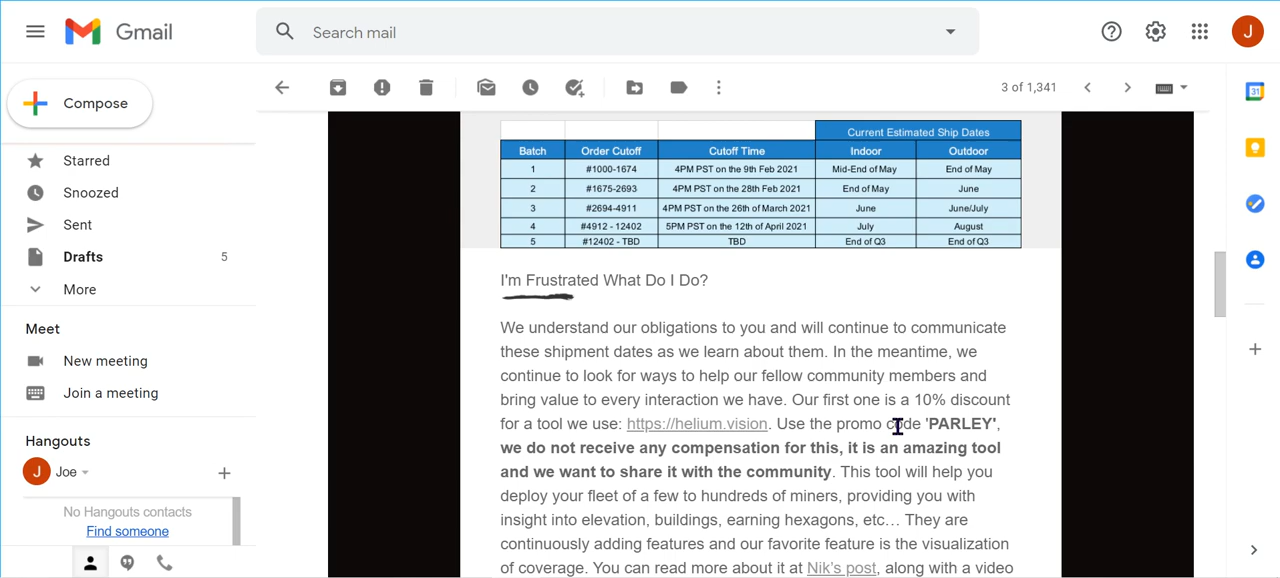 Gmail
Search mail
J
Compose
3 of 1,341
31
Starred
Snoozed
Sent
Drafts 5
More
Meet
New meeting
Join a meeting
Hangouts
J Joe
No Hangouts contacts
Find someone
Current Estimated Ship Dates
Batch Order Cutoff Cutoff Time Indoor Outdoor
1 #1000-1674 4PM PST on the 9th Feb 2021 Mid-End of May End of May
2 #1675-2693 4PM PST on the 28th Feb 2021 End of May June
3 #2694-4911 4PM PST on the 26th of March 2021 June June/July
4 #4912 - 12402 5PM PST on the 12th of April 2021 July August
5 #12402 - TBD TBD End of Q3 End of Q3
I'm Frustrated What Do I Do?
We understand our obligations to you and will continue to communicate
these shipment dates as we learn about them. In the meantime, we
continue to look for ways to help our fellow community members and
bring value to every interaction we have. Our first one is a 10% discount
for a tool we use: https://helium.vision. Use the promo code 'PARLEY',
we do not receive any compensation for this, it is an amazing tool
and we want to share it with the community. This tool will help you
deploy your fleet of a few to hundreds of miners, providing you with
insight into elevation, buildings, earning hexagons, etc… They are
continuously adding features and our favorite feature is the visualization
of coverage. You can read more about it at Nik's post, along with a video